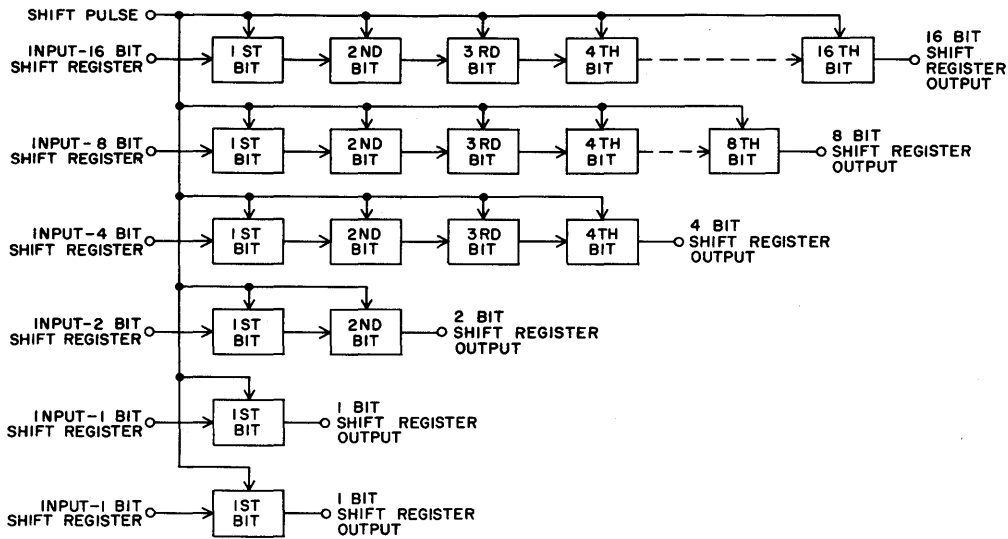 SHIFT PULSE
INPUT-16 BIT
SHIFT REGISTER
1ST
BIT
2ND
BIT
3RD
BIT
4TH
BIT
16TH
BIT
16 BIT
SHIFT
REGISTER
OUTPUT
INPUT-8 BIT
SHIFT REGISTER
1ST
BIT
2ND
BIT
3RD
BIT
4TH
BIT
8TH
BIT
8 BIT
SHIFT REGISTER
OUTPUT
INPUT-4 BIT
SHIFT REGISTER
1ST
BIT
2ND
BIT
3RD
BIT
4TH
BIT
4 BIT
SHIFT REGISTER
OUTPUT
INPUT-2 BIT
SHIFT REGISTER
1ST
BIT
2ND
BIT
2 BIT
SHIFT REGISTER
OUTPUT
INPUT-1 BIT
SHIFT REGISTER
1ST
BIT
1 BIT
SHIFT REGISTER
OUTPUT
INPUT-1 BIT
SHIFT REGISTER
1ST
BIT
1 BIT
SHIFT REGISTER
OUTPUT